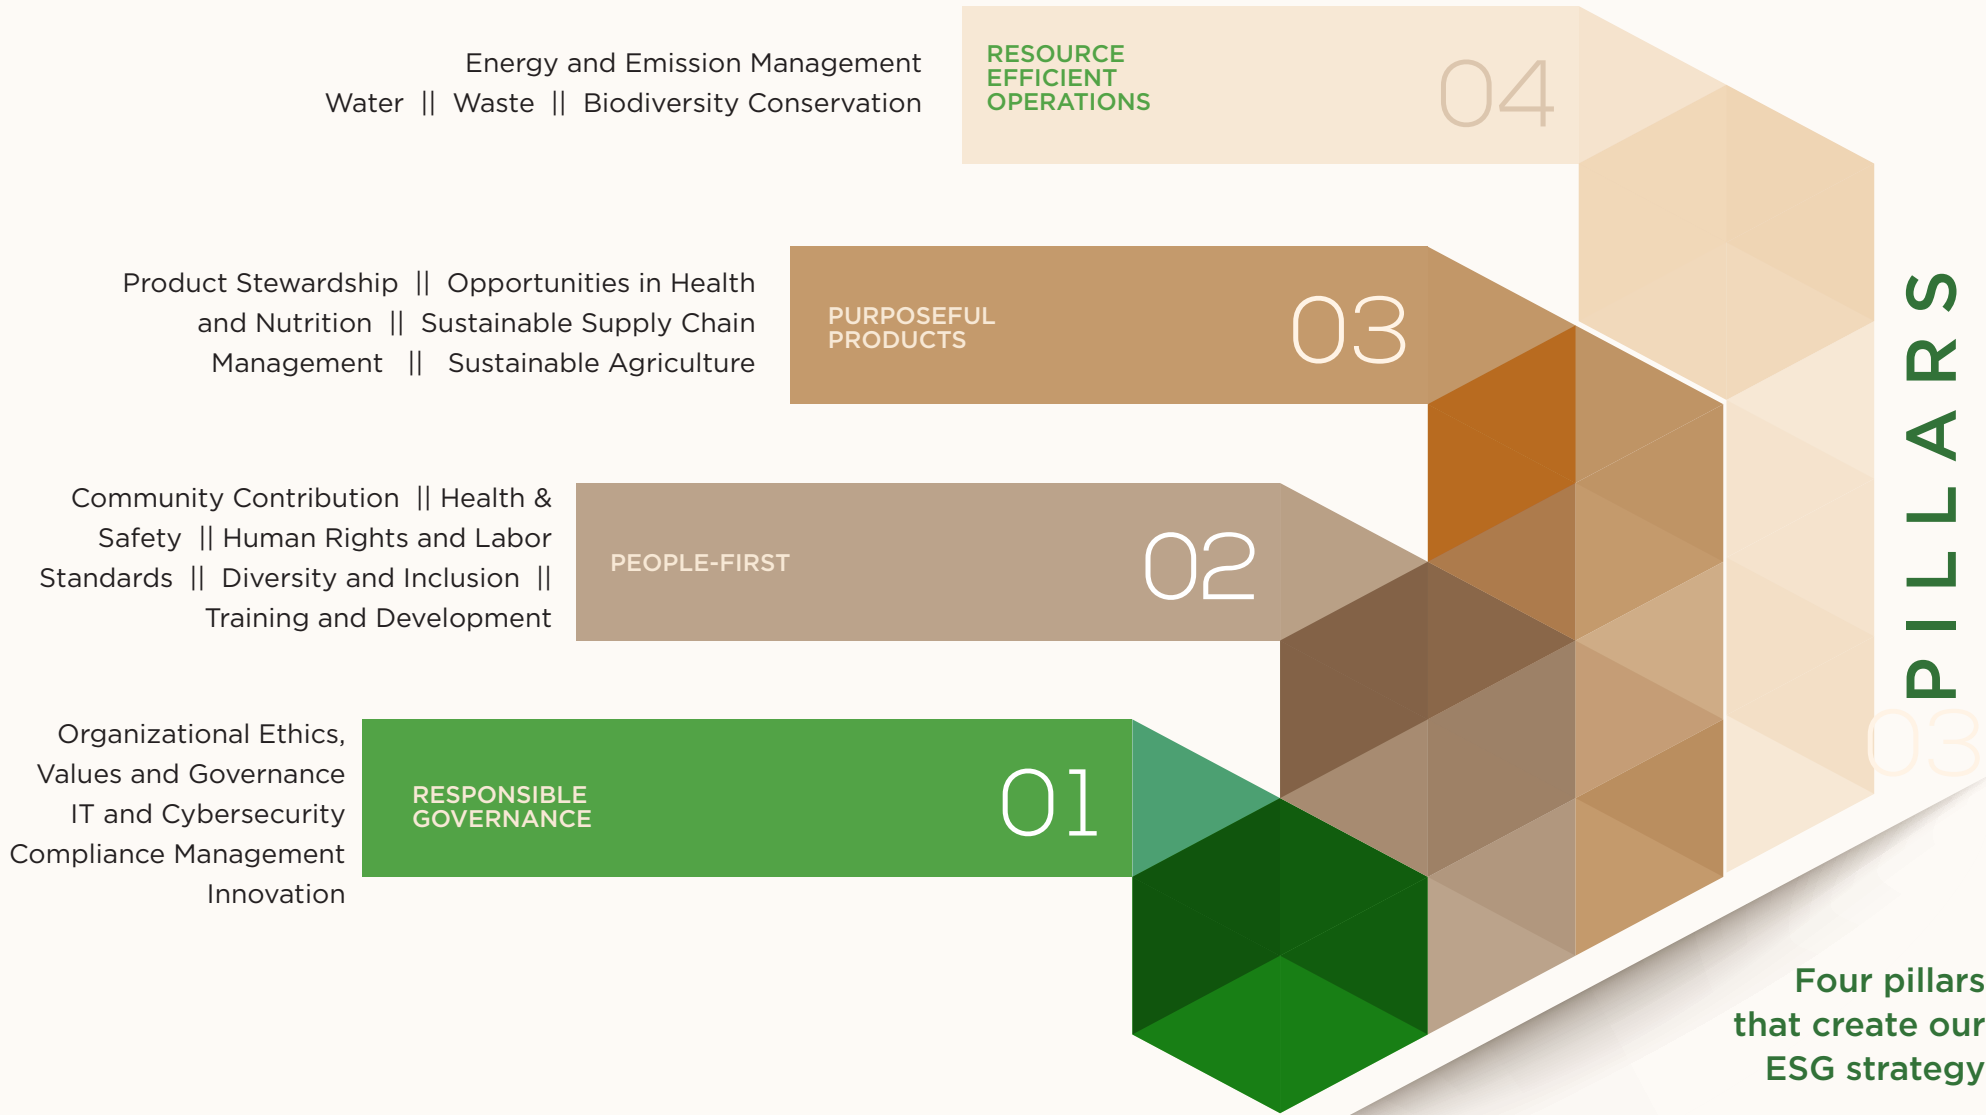 Energy and Emission Management
Water || Waste || Biodiversity Conservation
RESOURCE
EFFICIENT
OPERATIONS
04
Product Stewardship || Opportunities in Health
and Nutrition || Sustainable Supply Chain
Management || Sustainable Agriculture
PURPOSEFUL
PRODUCTS
03
Community Contribution || Health &
Safety || Human Rights and Labor
Standards || Diversity and Inclusion ||
Training and Development
PEOPLE-FIRST
02
Organizational Ethics,
Values and Governance
IT and Cybersecurity
Compliance Management
Innovation
RESPONSIBLE
GOVERNANCE
01
PILLARS
03
Four pillars
that create our
ESG strategy